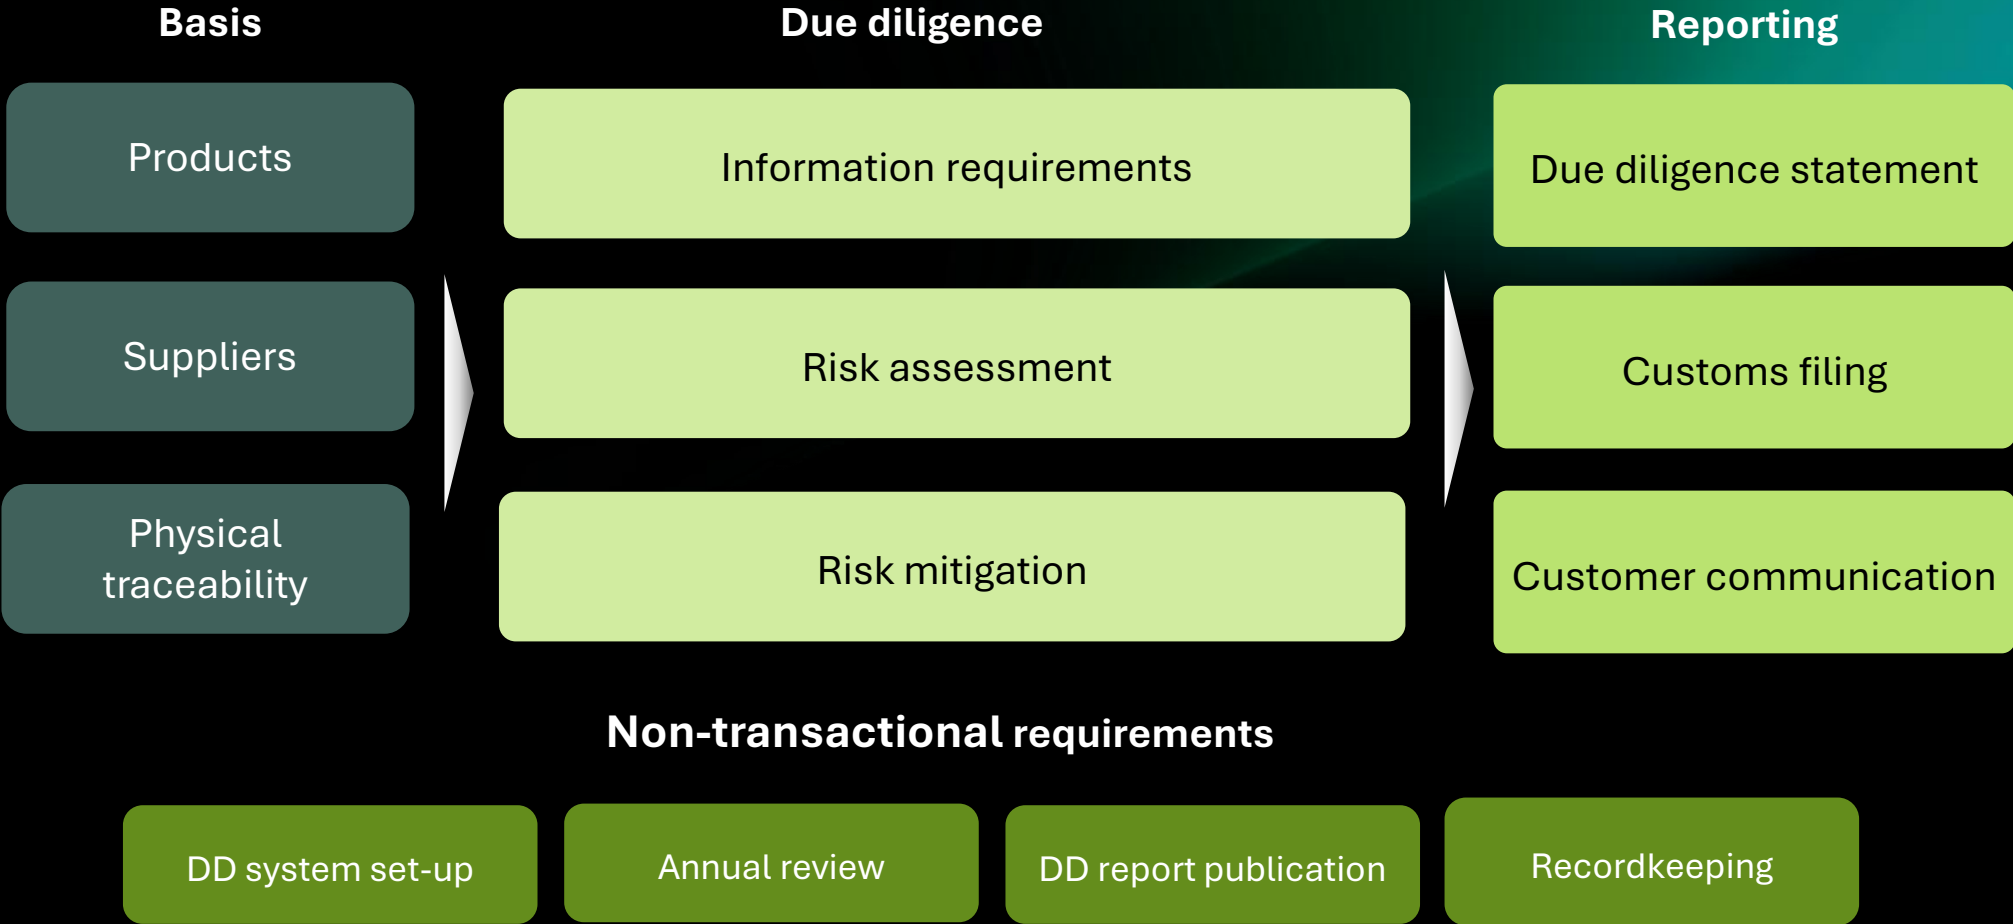 Basis
Due diligence
Reporting
Products
Information requirements
Due diligence statement
Suppliers
Risk assessment
Customs filing
Physical
traceability
Risk mitigation
Customer communication
Non-transactional requirements
DD system set-up
Annual review
DD report publication
Recordkeeping